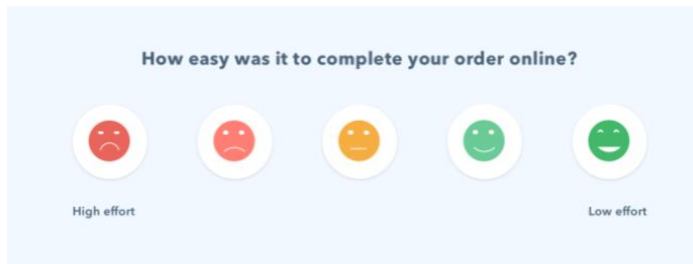 How easy was it to complete your order online?
High effort
Low effort